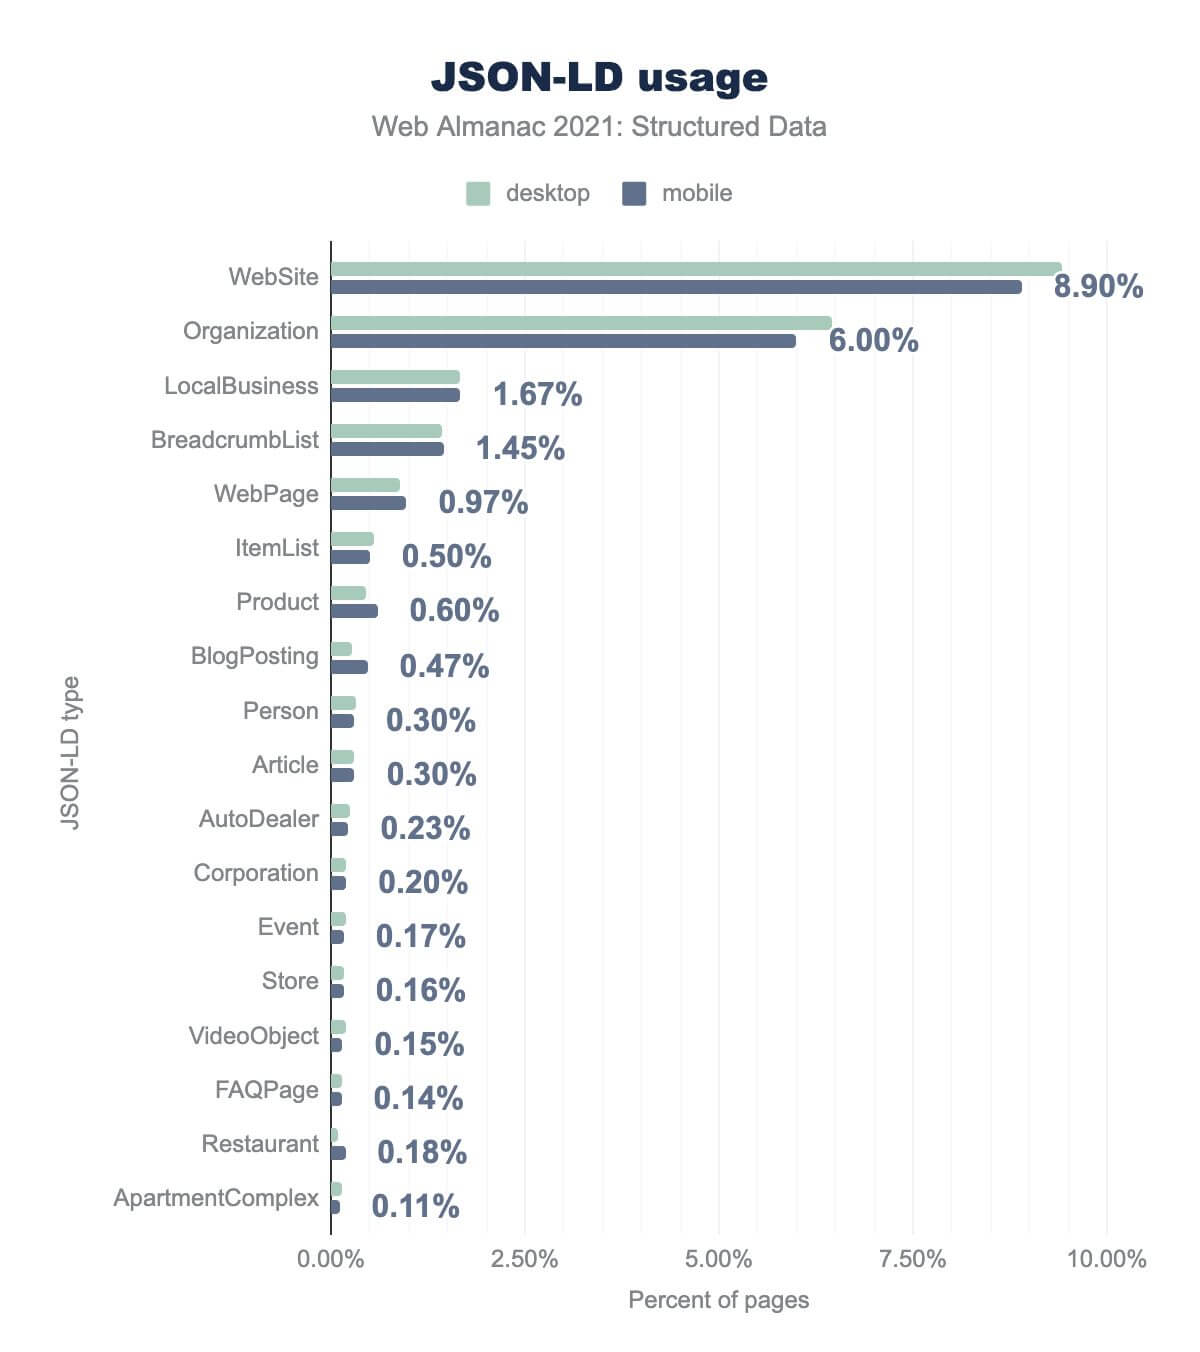 JSON-LD usage
Web Almanac 2021: Structured Data
desktop
mobile
JSON-LD type
WebSite 8.90%
Organization 6.00%
LocalBusiness 1.67%
BreadcrumbList 1.45%
WebPage 0.97%
ItemList 0.50%
Product 0.60%
BlogPosting 0.47%
Person 0.30%
Article 0.30%
AutoDealer 0.23%
Corporation 0.20%
Event 0.17%
Store 0.16%
VideoObject 0.15%
FAQPage 0.14%
Restaurant 0.18%
ApartmentComplex 0.11%
0.00% 2.50% 5.00% 7.50% 10.00%
Percent of pages